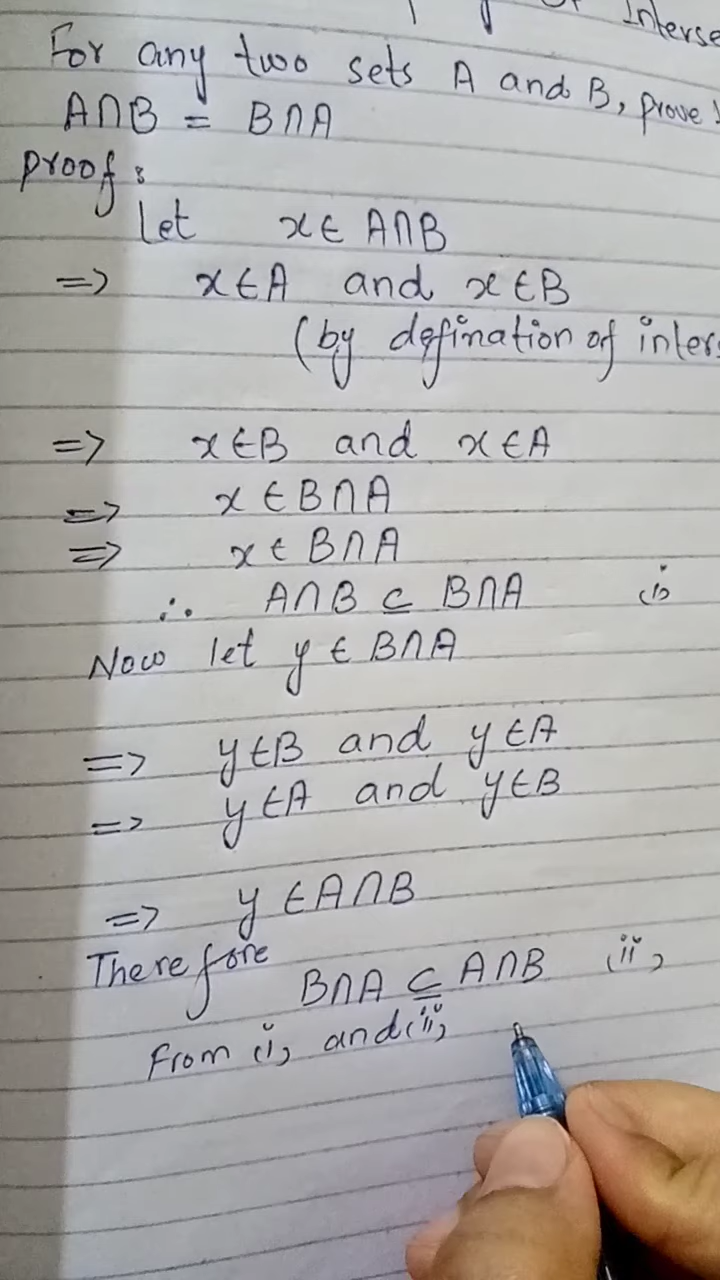 Interse
For any two sets A and B, prove
A∩B = B∩A
Proof:
Let x∈ A∩B
=> x∈A and x∈B
(by defination of inters
=> x∈B and x∈A
=> x∈B∩A
=> x∈ B∩A
∴ A∩B ⊆ B∩A (i)
Now let y ∈ B∩A
=> y∈B and y∈A
=> y∈A and y∈B
=> y∈A∩B
Therefore
B∩A ⊆ A∩B (ii)
From (i) and (ii)